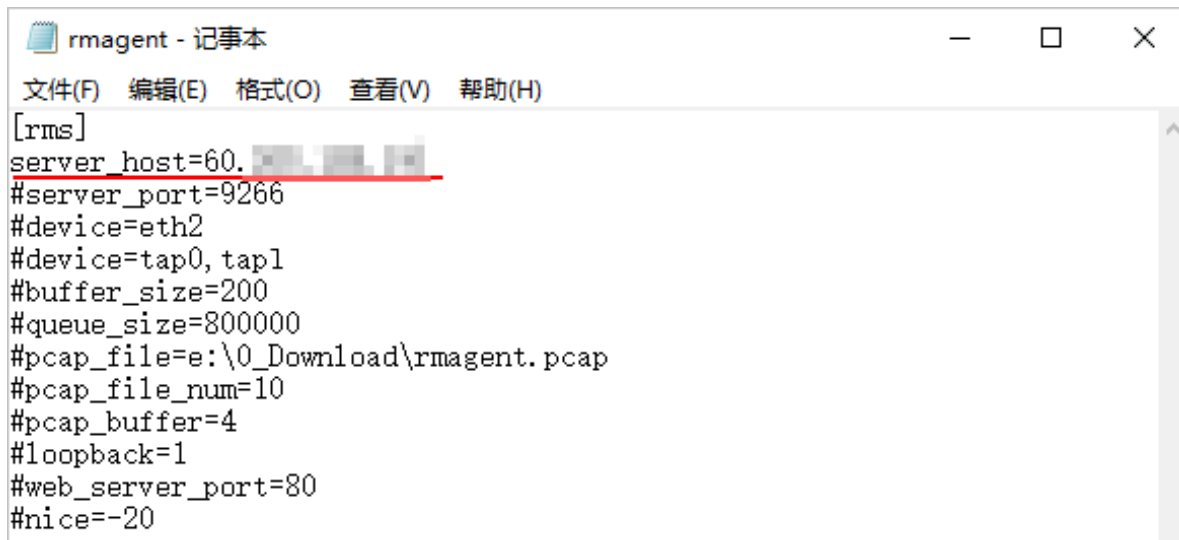 rmagent - 记事本
文件(F) 编辑(E) 格式(O) 查看(V) 帮助(H)
[rms]
server_host=60.
#server_port=9266
#device=eth2
#device=tap0,tap1
#buffer_size=200
#queue_size=800000
#pcap_file=e:\0_Download\rmagent.pcap
#pcap_file_num=10
#pcap_buffer=4
#loopback=1
#web_server_port=80
#nice=-20